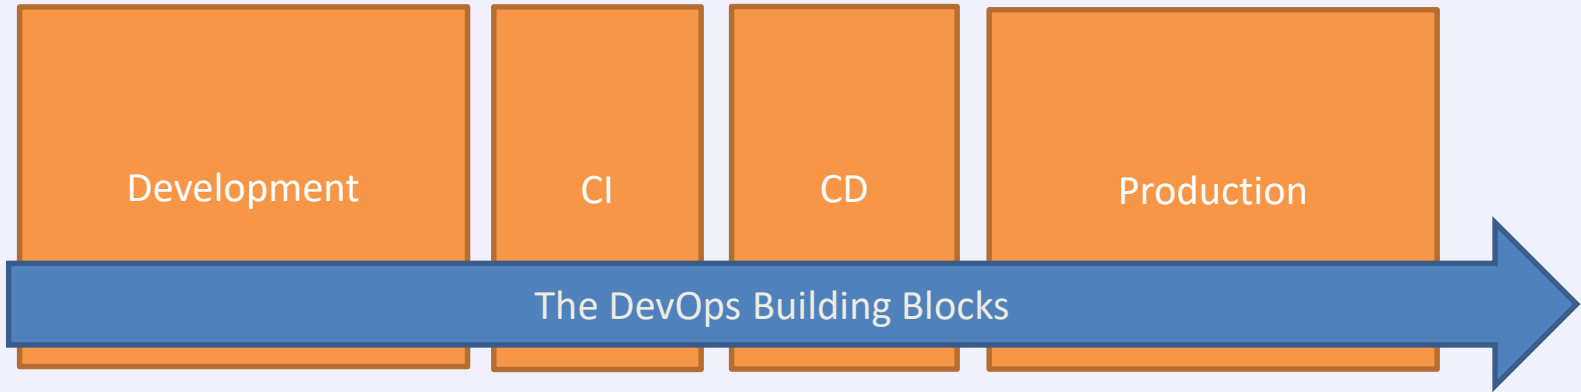 Development
CI
CD
Production
The DevOps Building Blocks